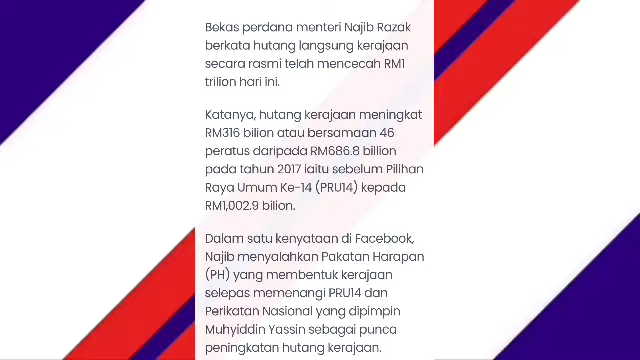 Bekas perdana menteri Najib Razak
berkata hutang langsung kerajaan
secara rasmi telah mencecah RM1
trilion hari ini.
Katanya, hutang kerajaan meningkat
RM316 bilion atau bersamaan 46
peratus daripada RM686.8 billion
pada tahun 2017 iaitu sebelum Pilihan
Raya Umum Ke-14 (PRU14) kepada
RM1,002.9 bilion.
Dalam satu kenyataan di Facebook,
Najib menyalahkan Pakatan Harapan
(PH) yang membentuk kerajaan
selepas memenangi PRU14 dan
Perikatan Nasional yang dipimpin
Muhyiddin Yassin sebagai punca
peningkatan hutang kerajaan.